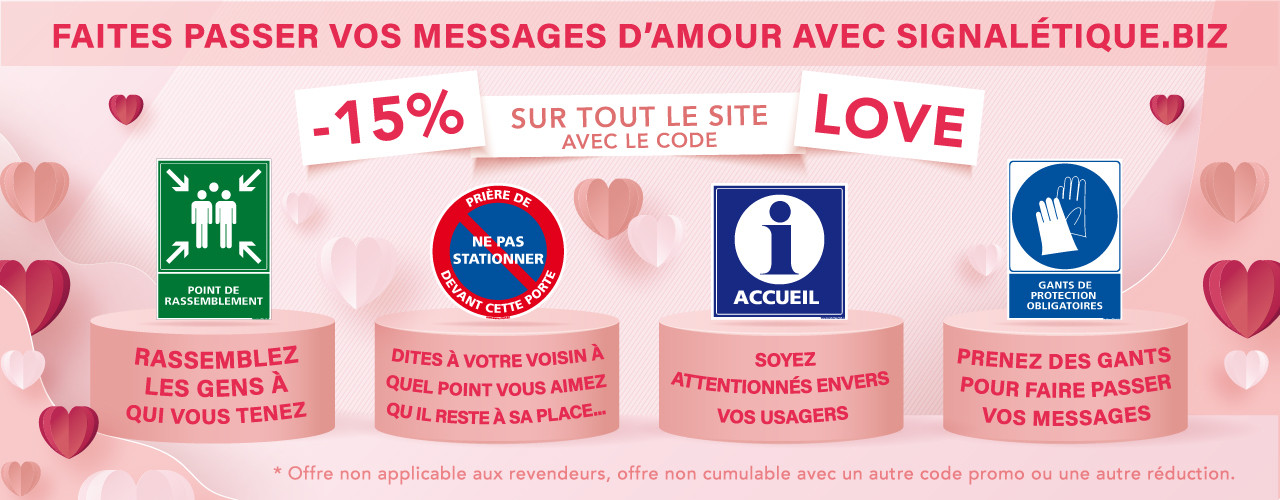 FAITES PASSER VOS MESSAGES D'AMOUR AVEC SIGNALÉTIQUE.BIZ
-15%
SUR TOUT LE SITE
AVEC LE CODE
LOVE
POINT DE
RASSEMBLEMENT
RASSEMBLEZ
LES GENS À
QUI VOUS TENEZ
PRIÈRE DE
NE PAS
STATIONNER
DEVANT CETTE PORTE
DITES À VOTRE VOISIN À
QUEL POINT VOUS AIMEZ
QU IL RESTE À SA PLACE...
i
ACCUEIL
SOYEZ
ATTENTIONNÉS ENVERS
VOS USAGERS
GANTS DE
PROTECTION
OBLIGATOIRES
PRENEZ DES GANTS
POUR FAIRE PASSER
VOS MESSAGES
* Offre non applicable aux revendeurs, offre non cumulable avec un autre code promo ou une autre réduction.